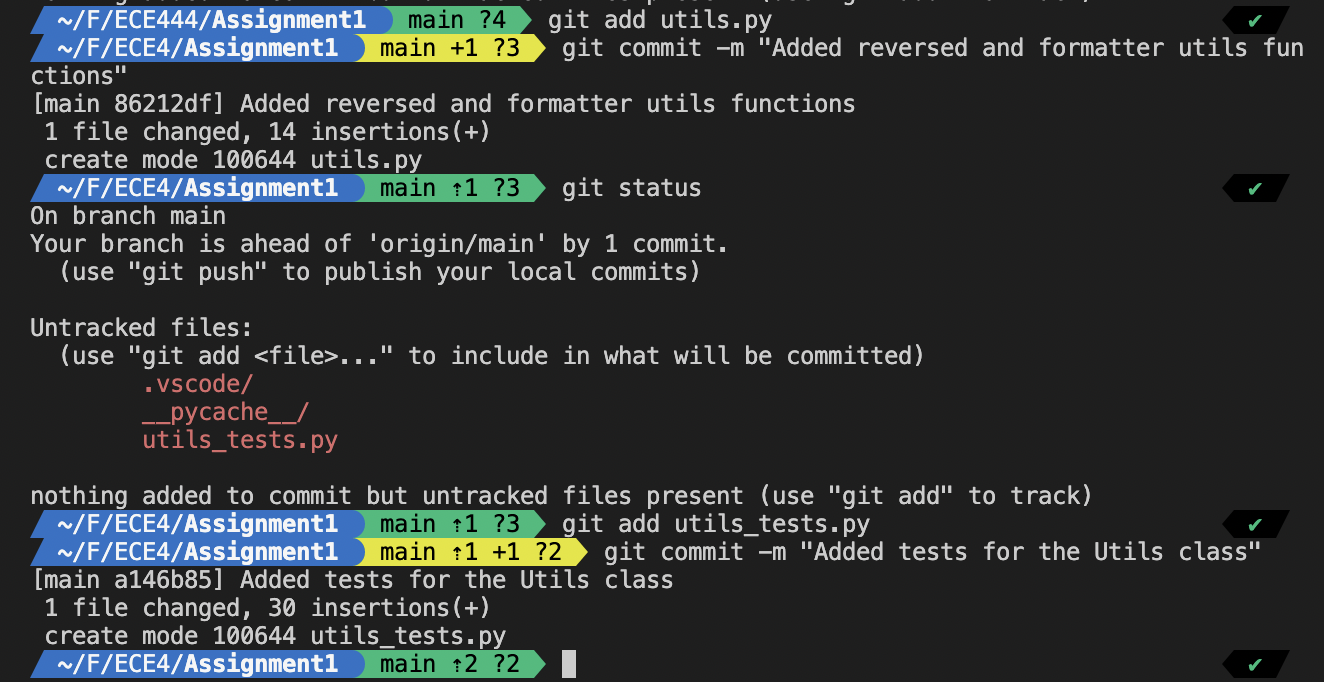 ~/F/ECE444/Assignment1 main ?4 git add utils.py ✔
~/F/ECE4/Assignment1 main +1 ?3 git commit -m "Added reversed and formatter utils fun
ctions"
[main 86212df] Added reversed and formatter utils functions
1 file changed, 14 insertions(+)
create mode 100644 utils.py
~/F/ECE4/Assignment1 main ⇡1 ?3 git status ✔
On branch main
Your branch is ahead of 'origin/main' by 1 commit.
(use "git push" to publish your local commits)
Untracked files:
(use "git add <file>..." to include in what will be committed)
.vscode/
__pycache__/
utils_tests.py
nothing added to commit but untracked files present (use "git add" to track)
~/F/ECE4/Assignment1 main ⇡1 ?3 git add utils_tests.py ✔
~/F/ECE4/Assignment1 main ⇡1 +1 ?2 git commit -m "Added tests for the Utils class"
[main a146b85] Added tests for the Utils class
1 file changed, 30 insertions(+)
create mode 100644 utils_tests.py
~/F/ECE4/Assignment1 main ⇡2 ?2 ✔